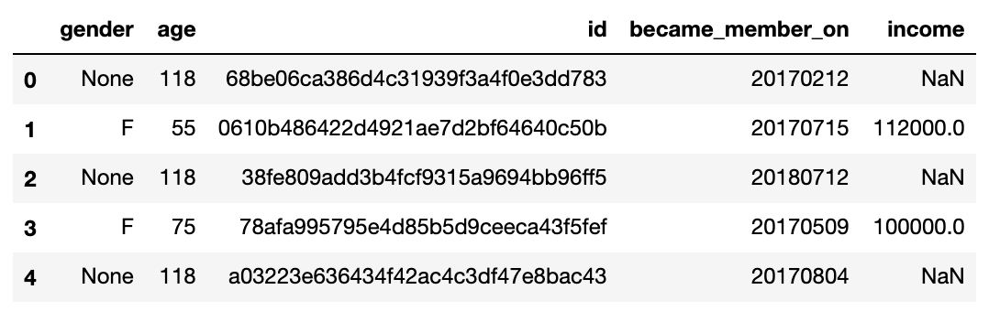 gender age id became_member_on income
0 None 118 68be06ca386d4c31939f3a4f0e3dd783 20170212 NaN
1 F 55 0610b486422d4921ae7d2bf64640c50b 20170715 112000.0
2 None 118 38fe809add3b4fcf9315a9694bb96ff5 20180712 NaN
3 F 75 78afa995795e4d85b5d9ceeca43f5fef 20170509 100000.0
4 None 118 a03223e636434f42ac4c3df47e8bac43 20170804 NaN